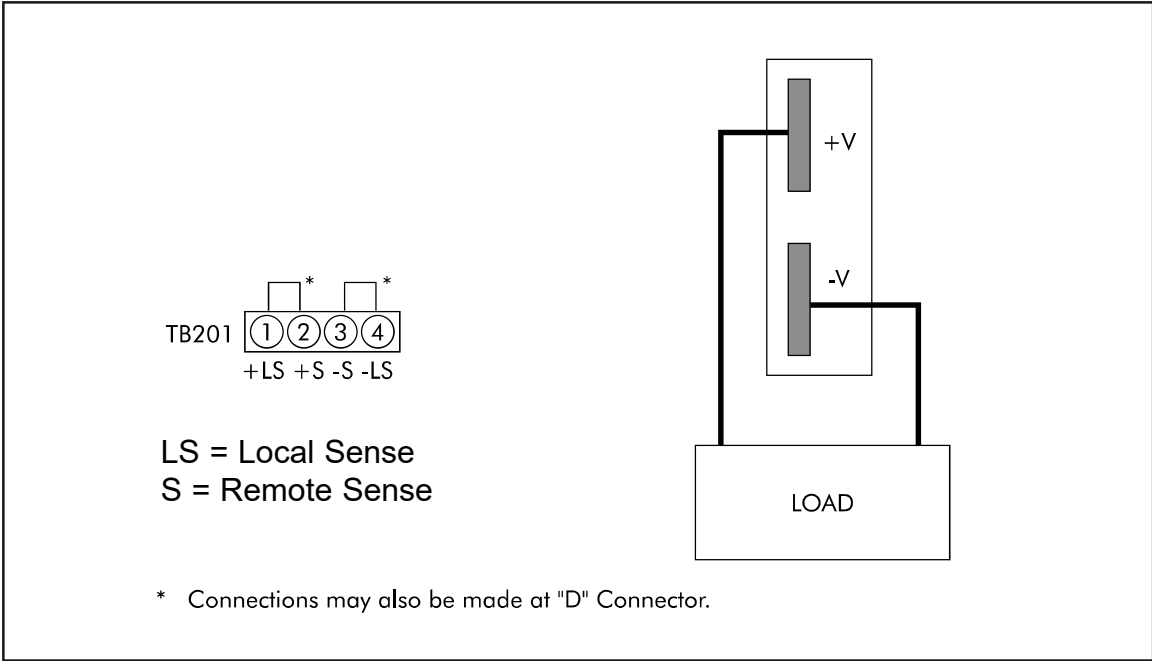 +V
-V
* *
TB201 1 2 3 4
+LS +S -S -LS
LS = Local Sense
S = Remote Sense
LOAD
* Connections may also be made at "D" Connector.